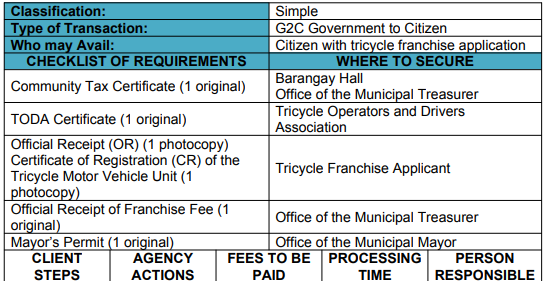 Classification: Simple
Type of Transaction: G2C Government to Citizen
Who may Avail: Citizen with tricycle franchise application
CHECKLIST OF REQUIREMENTS WHERE TO SECURE
Community Tax Certificate (1 original)
Barangay Hall
Office of the Municipal Treasurer
TODA Certificate (1 original)
Tricycle Operators and Drivers
Association
Official Receipt (OR) (1 photocopy)
Certificate of Registration (CR) of the
Tricycle Motor Vehicle Unit (1
photocopy)
Tricycle Franchise Applicant
Official Receipt of Franchise Fee (1
original)
Office of the Municipal Treasurer
Mayor's Permit (1 original) Office of the Municipal Mayor
CLIENT
STEPS
AGENCY
ACTIONS
FEES TO BE
PAID
PROCESSING
TIME
PERSON
RESPONSIBLE